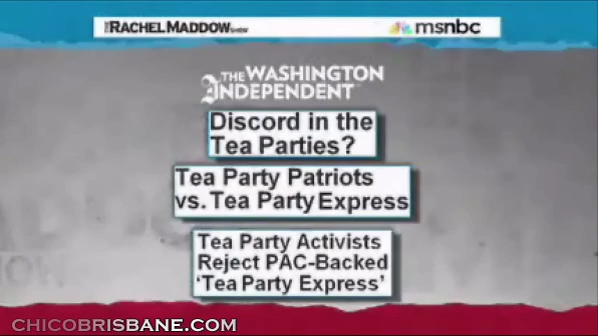 THE RACHEL MADDOW SHOW
msnbc
THE WASHINGTON
INDEPENDENT
Discord in the
Tea Parties?
Tea Party Patriots
vs. Tea Party Express
Tea Party Activists
Reject PAC-Backed
‘Tea Party Express’
CHICOBRISBANE.COM